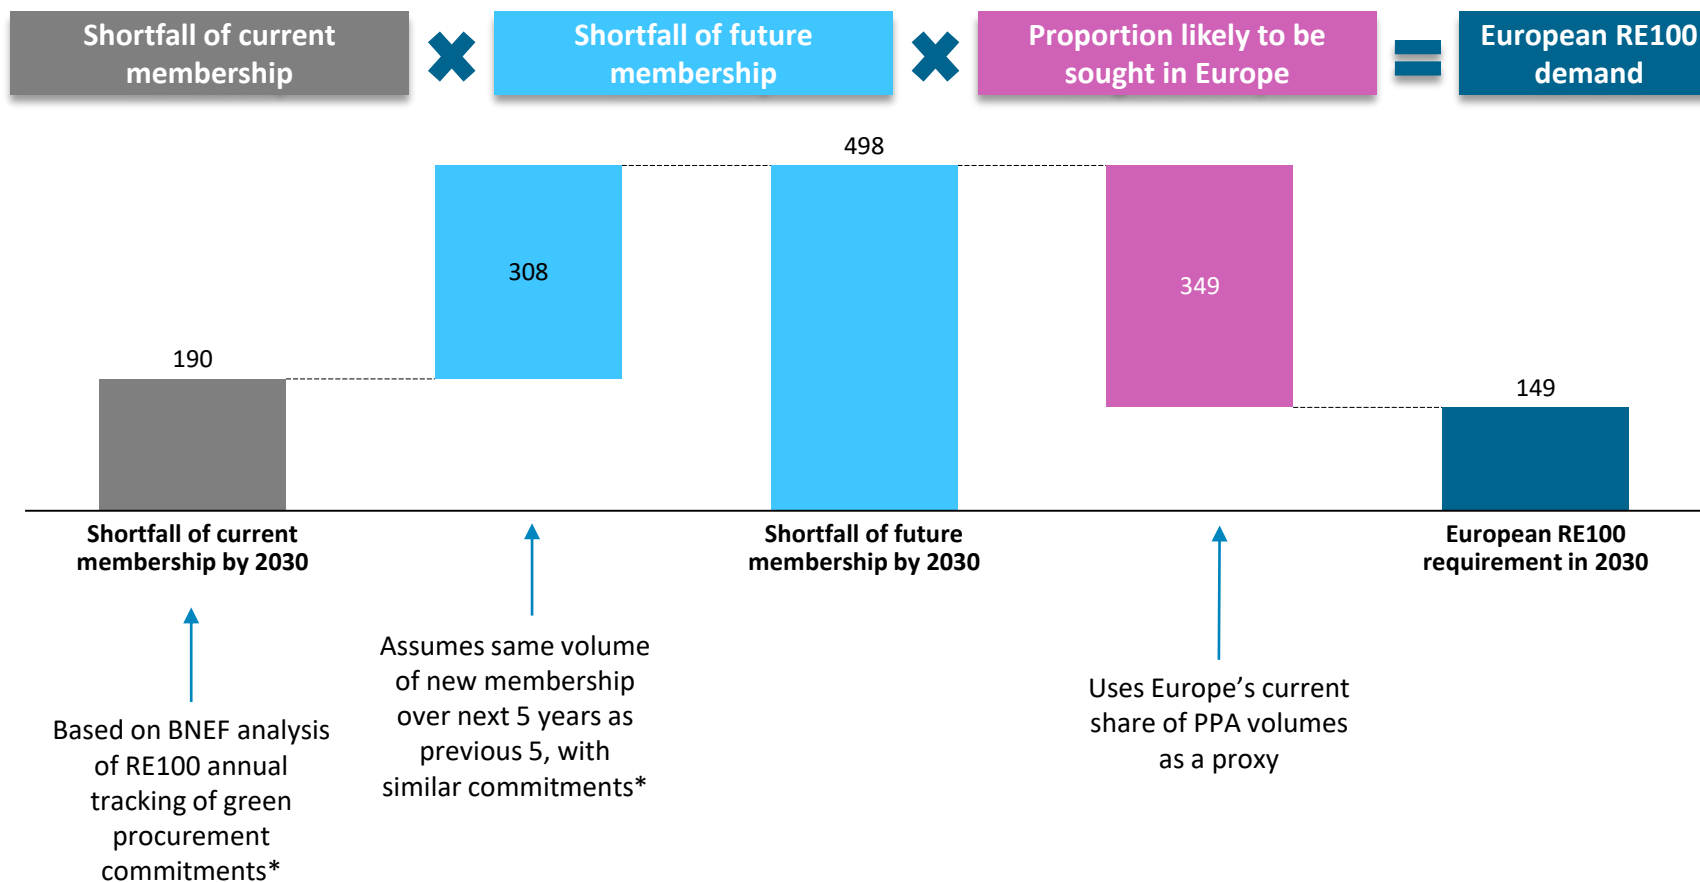 Shortfall of current
membership
Shortfall of future
membership
Proportion likely to be
sought in Europe
European RE100
demand
498
308
349
190
149
Shortfall of current
membership by 2030
Shortfall of future
membership by 2030
European RE100
requirement in 2030
Based on BNEF analysis
of RE100 annual
tracking of green
procurement
commitments*
Assumes same volume
of new membership
over next 5 years as
previous 5, with
similar commitments*
Uses Europe’s current
share of PPA volumes
as a proxy